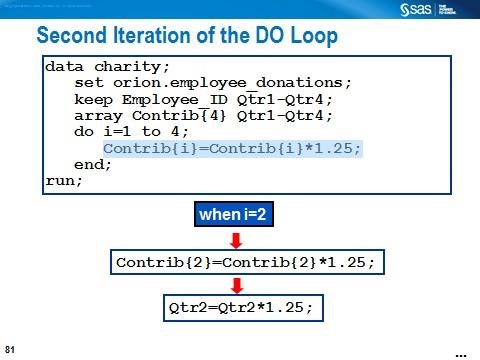 sas. THE POWER TO KNOW.
Second Iteration of the DO Loop
data charity;
set orion.employee_donations;
keep Employee_ID Qtr1-Qtr4;
array Contrib{4} Qtr1-Qtr4;
do i=1 to 4;
Contrib{i}=Contrib{i}*1.25;
end;
run;
when i=2
Contrib{2}=Contrib{2}*1.25;
Qtr2=Qtr2*1.25;
81
...